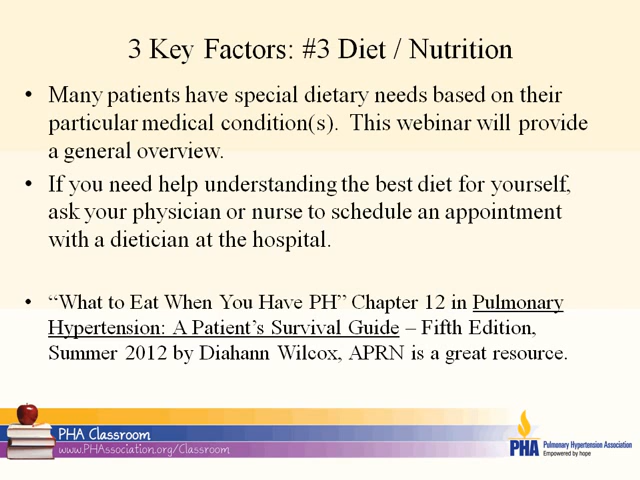 3 Key Factors: #3 Diet / Nutrition
• Many patients have special dietary needs based on their
particular medical condition(s).  This webinar will provide
a general overview.
• If you need help understanding the best diet for yourself,
ask your physician or nurse to schedule an appointment
with a dietician at the hospital.
• “What to Eat When You Have PH” Chapter 12 in Pulmonary
Hypertension: A Patient’s Survival Guide – Fifth Edition,
Summer 2012 by Diahann Wilcox, APRN is a great resource.
PHA Classroom
www.PHAssociation.org/Classroom
PHA
Pulmonary Hypertension Association
Empowered by hope